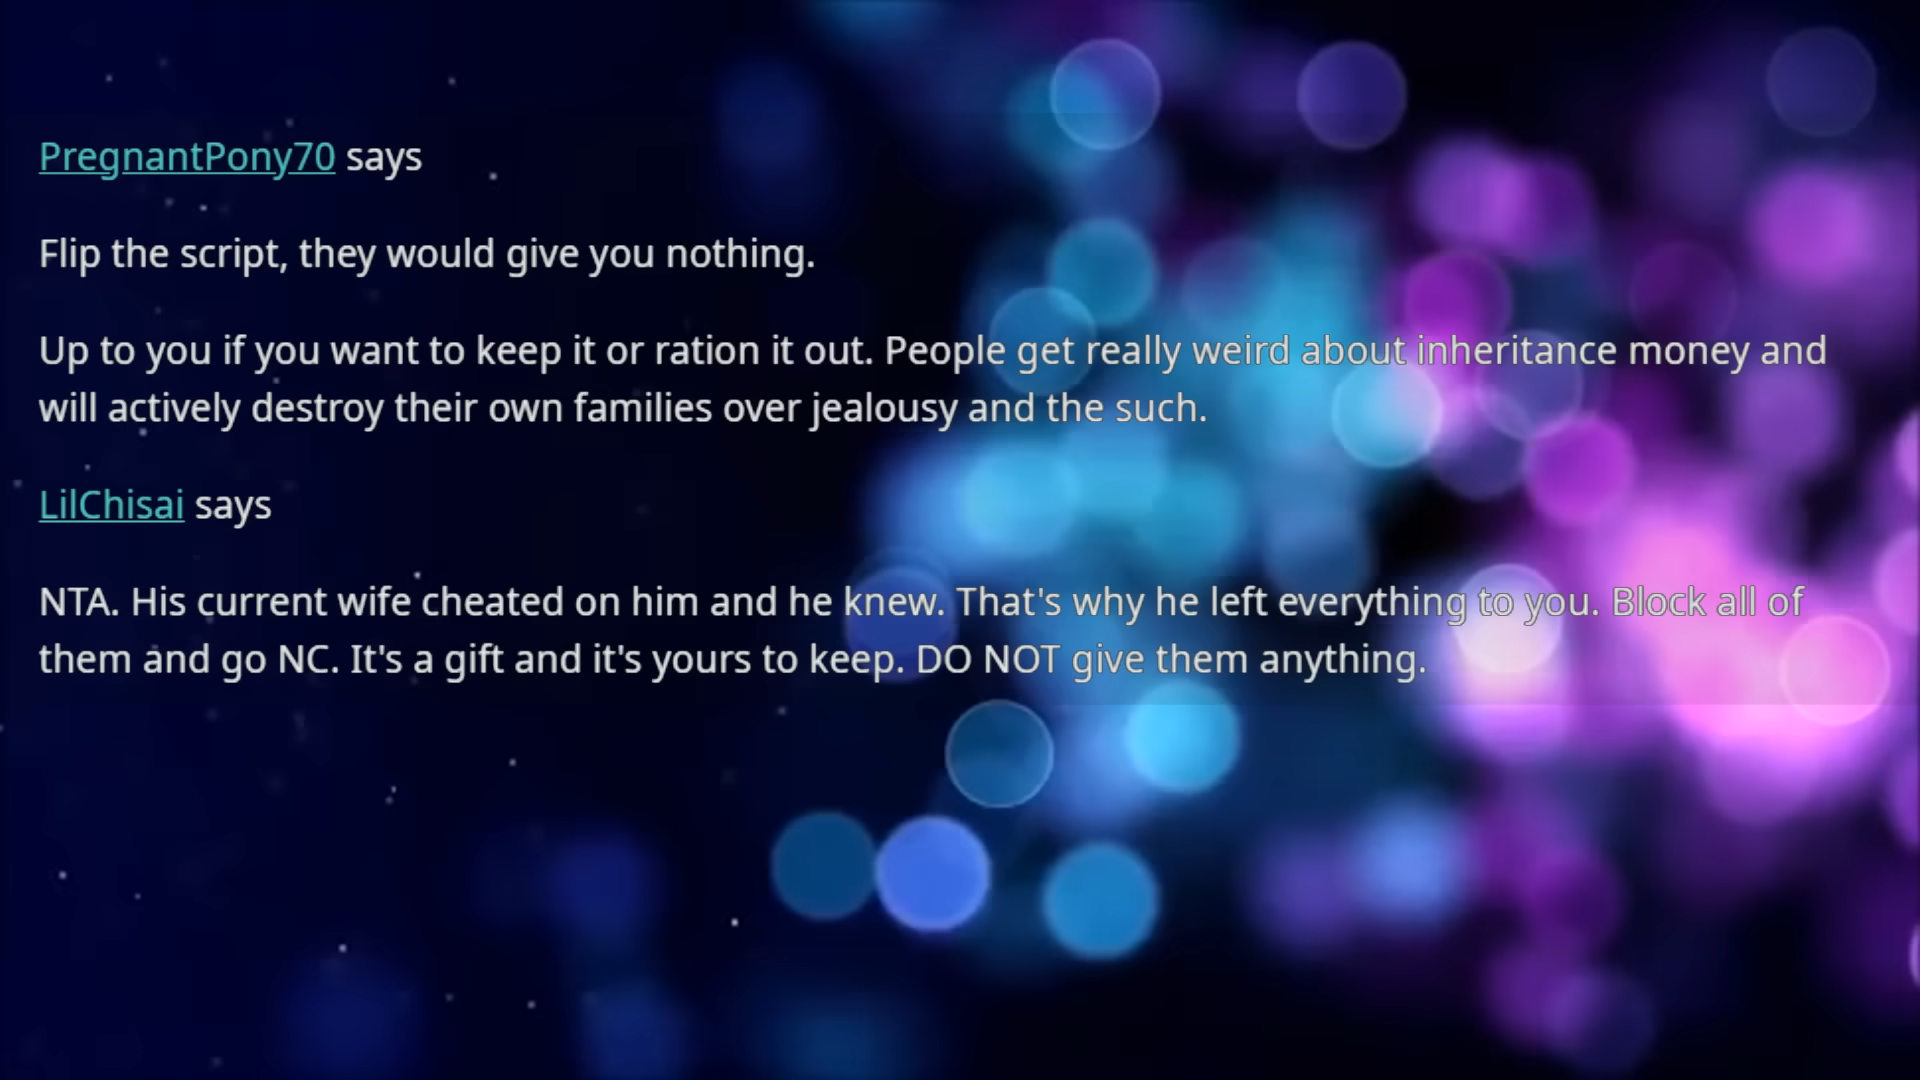 PregnantPony70 says
Flip the script, they would give you nothing.
Up to you if you want to keep it or ration it out. People get really weird about inheritance money and
will actively destroy their own families over jealousy and the such.
LilChisai says
NTA. His current wife cheated on him and he knew. That's why he left everything to you. Block all of
them and go NC. It's a gift and it's yours to keep. DO NOT give them anything.